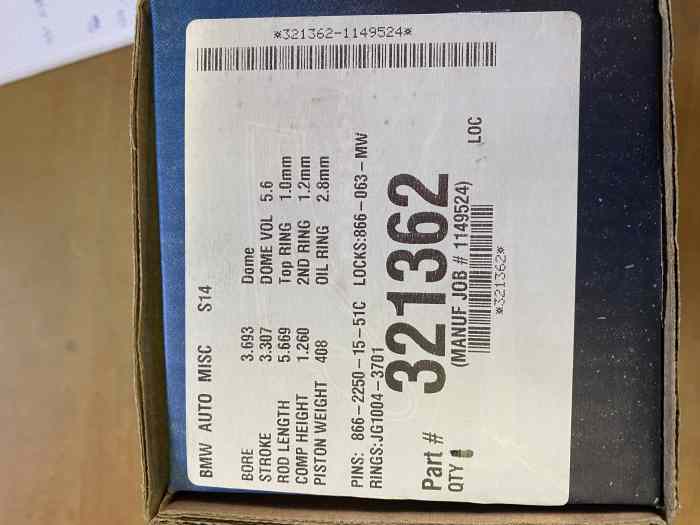 *321362-1149524*
BMW AUTO MISC S14
BORE 3.693 Dome
STROKE 3.307 DOME VOL 5.6
ROD LENGTH 5.669 Top RING 1.0mm
COMP HEIGHT 1.260 2ND RING 1.2mm
PISTON WEIGHT 408 OIL RING 2.8mm
PINS: 866-2250-15-51C LOCKS:866-063-MW
RINGS:JG1004-3701
Part # 321362
QTY
(MANUF JOB # 1149524) LOC
*321362*